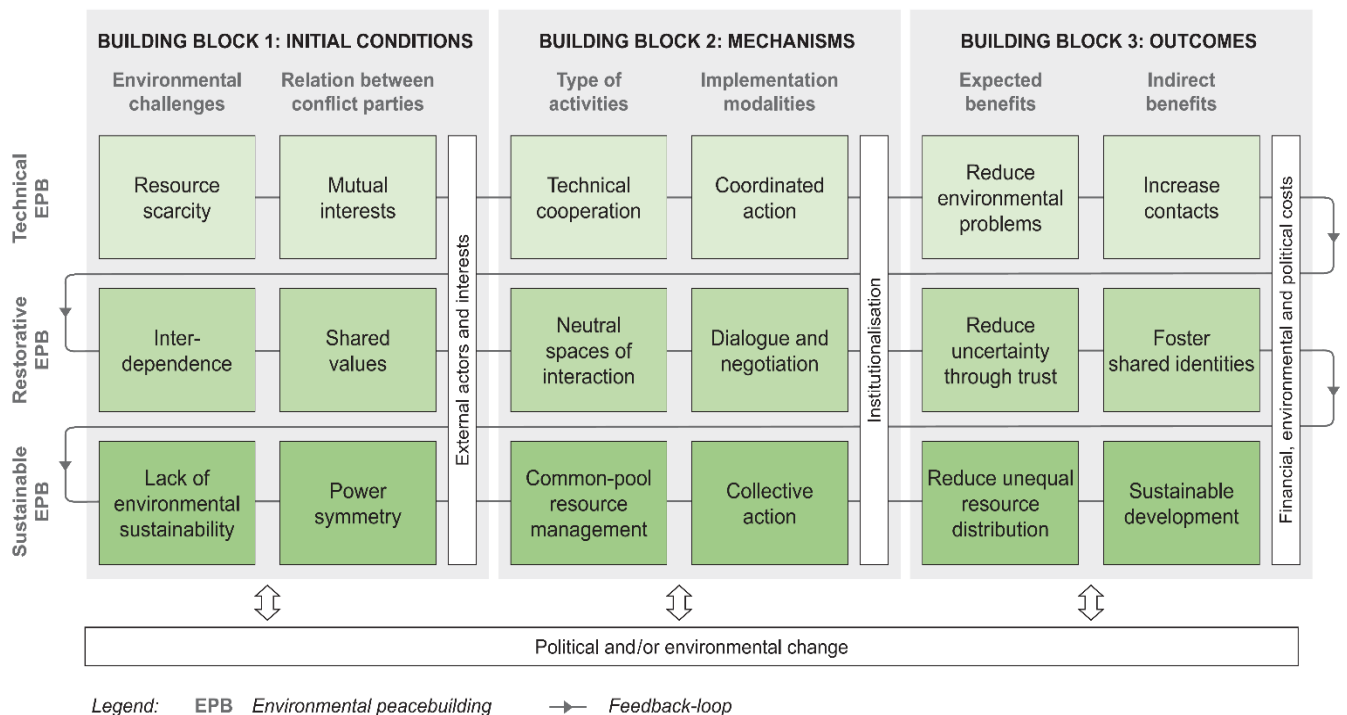 BUILDING BLOCK 1: INITIAL CONDITIONS
BUILDING BLOCK 2: MECHANISMS
BUILDING BLOCK 3: OUTCOMES
Environmental
challenges
Relation between
conflict parties
Type of
activities
Implementation
modalities
Expected
benefits
Indirect
benefits
Technical
EPB
Resource
scarcity
Mutual
interests
Technical
cooperation
Coordinated
action
Reduce
environmental
problems
Increase
contacts
Restorative
EPB
Inter-
dependence
Shared
values
Neutral
spaces of
interaction
Dialogue and
negotiation
Reduce
uncertainty
through trust
Foster
shared identities
Sustainable
EPB
Lack of
environmental
sustainability
Power
symmetry
Common-pool
resource
management
Collective
action
Reduce unequal
resource
distribution
Sustainable
development
External actors and interests
Institutionalisation
Financial, environmental and political costs
Political and/or environmental change
Legend: EPB Environmental peacebuilding Feedback-loop